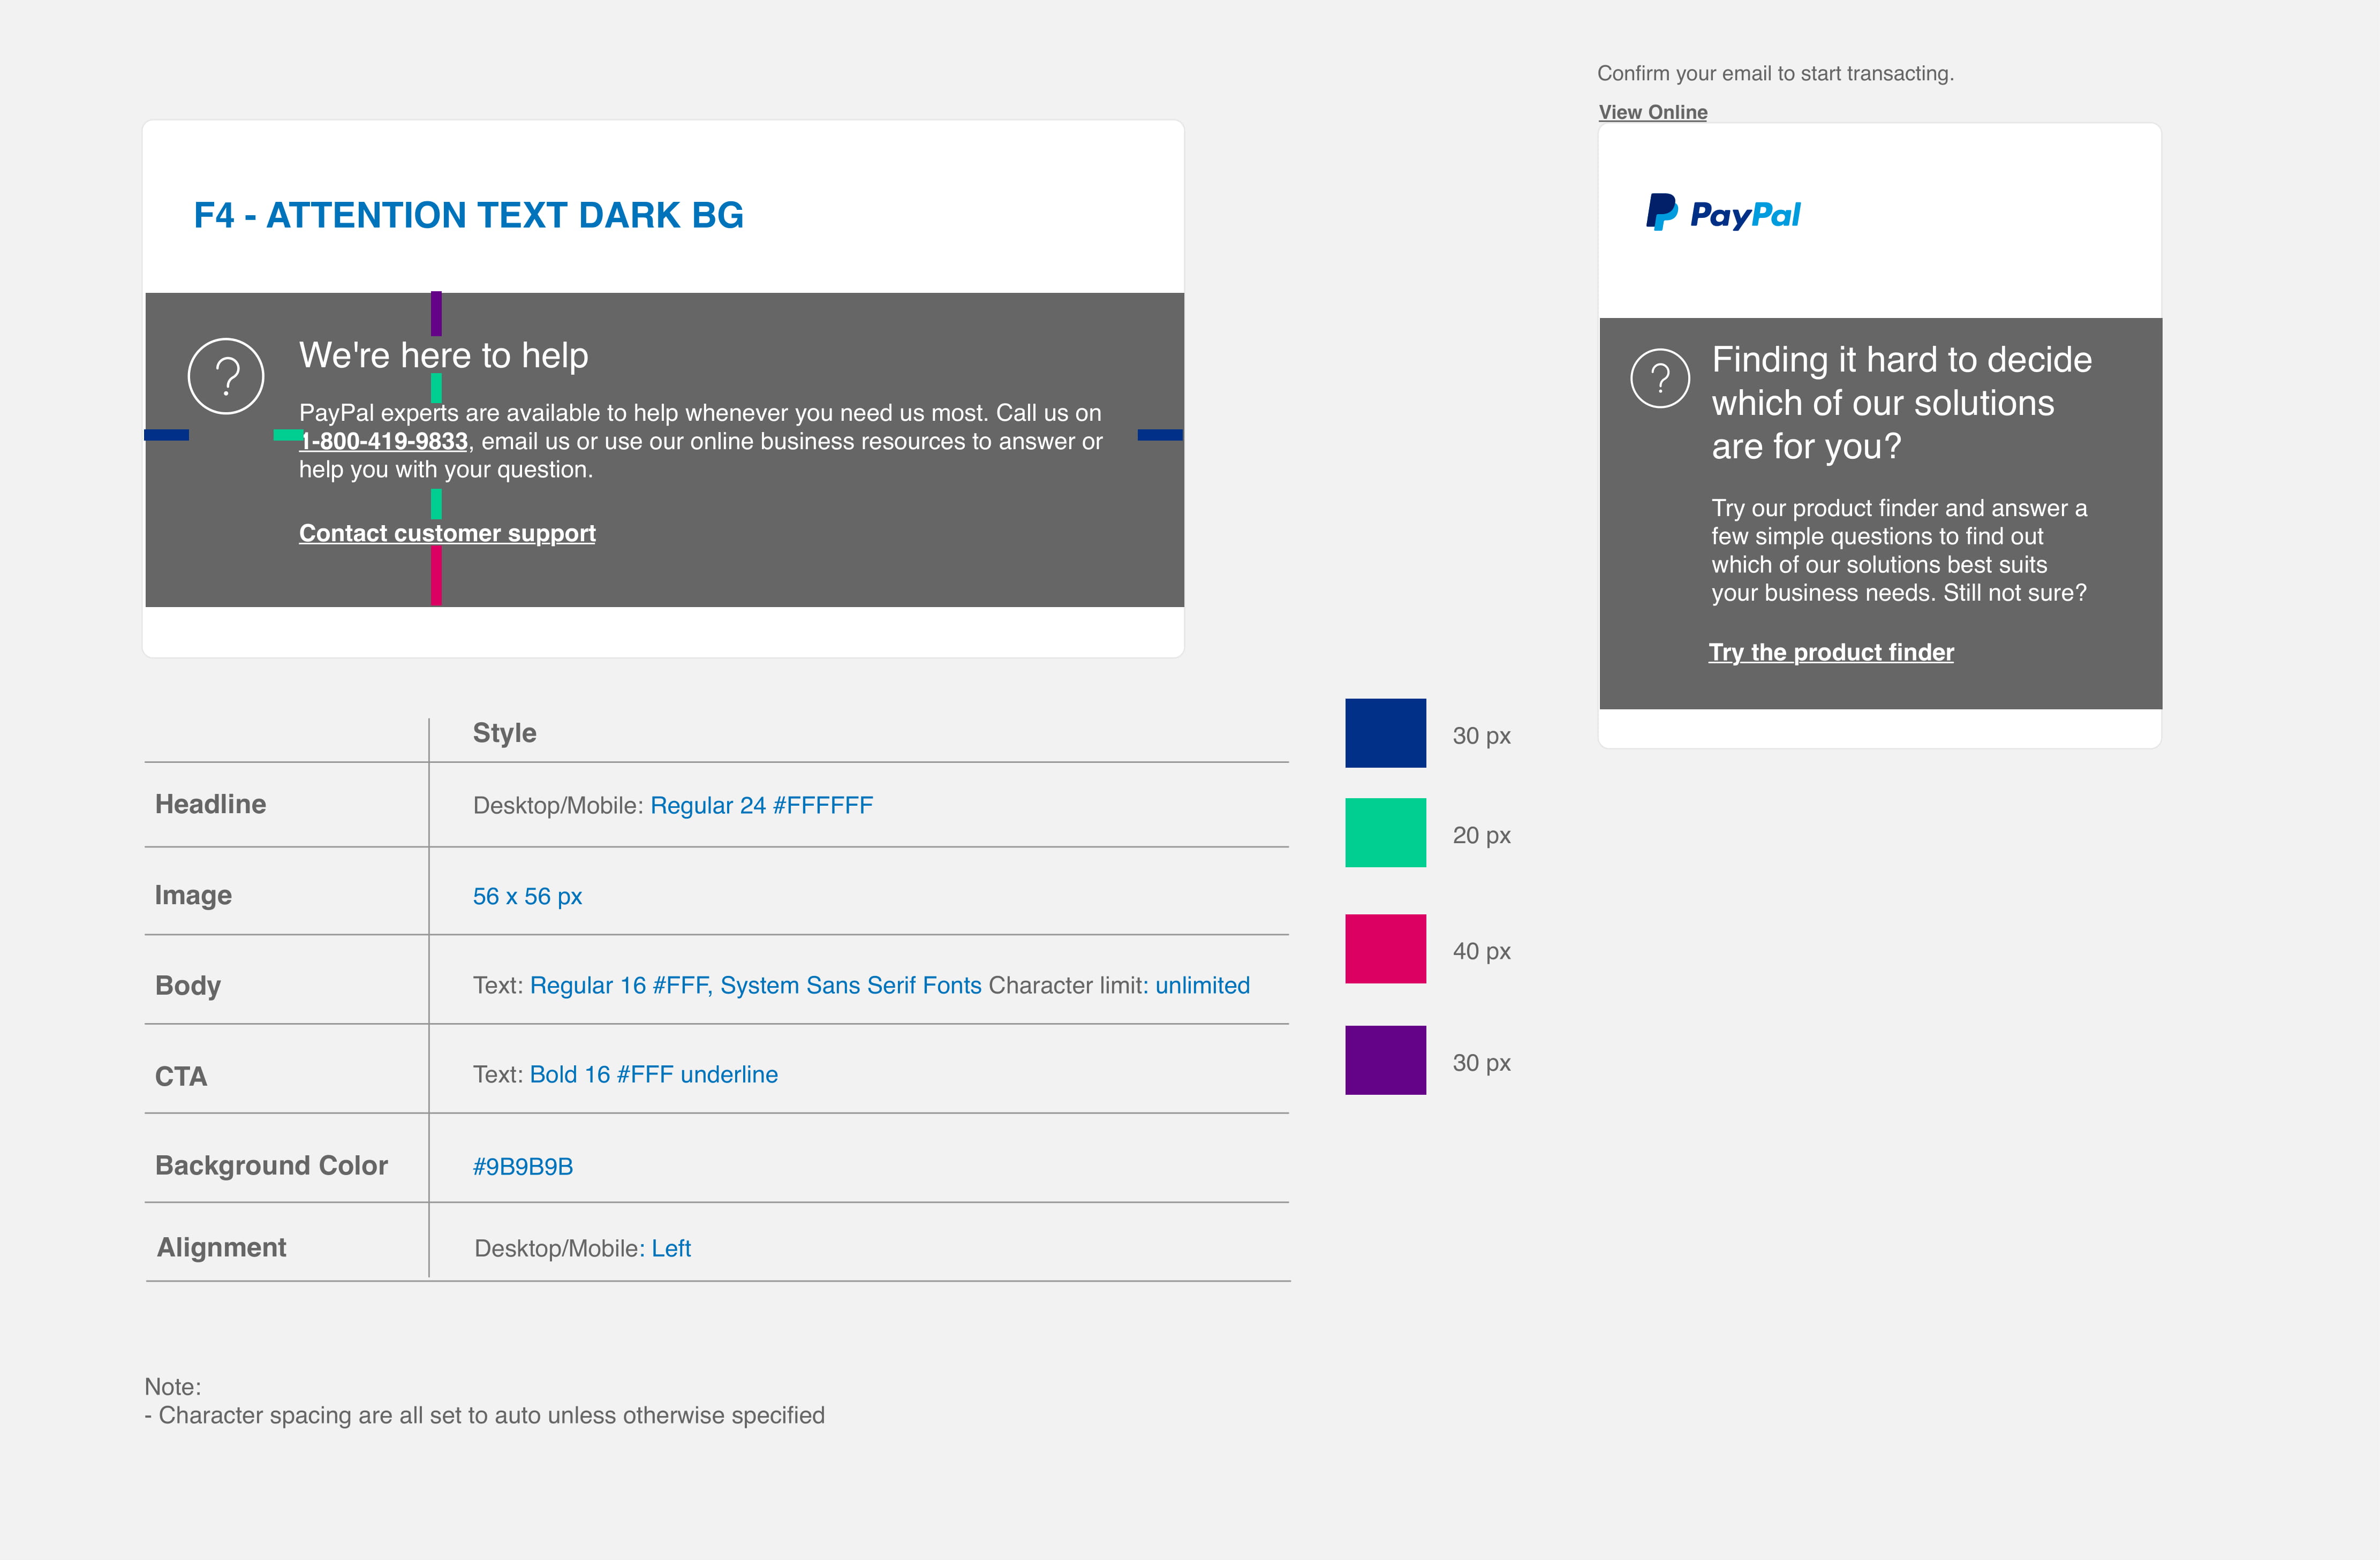 F4 - ATTENTION TEXT DARK BG
?
We're here to help
PayPal experts are available to help whenever you need us most. Call us on
1-800-419-9833, email us or use our online business resources to answer or
help you with your question.
Contact customer support
Confirm your email to start transacting.
View Online
PayPal
?
Finding it hard to decide
which of our solutions
are for you?
Try our product finder and answer a
few simple questions to find out
which of our solutions best suits
your business needs. Still not sure?
Try the product finder
Style
Headline
Desktop/Mobile: Regular 24 #FFFFFF
Image
56 x 56 px
Body
Text: Regular 16 #FFF, System Sans Serif Fonts Character limit: unlimited
CTA
Text: Bold 16 #FFF underline
Background Color
#9B9B9B
Alignment
Desktop/Mobile: Left
30 px
20 px
40 px
30 px
Note:
- Character spacing are all set to auto unless otherwise specified